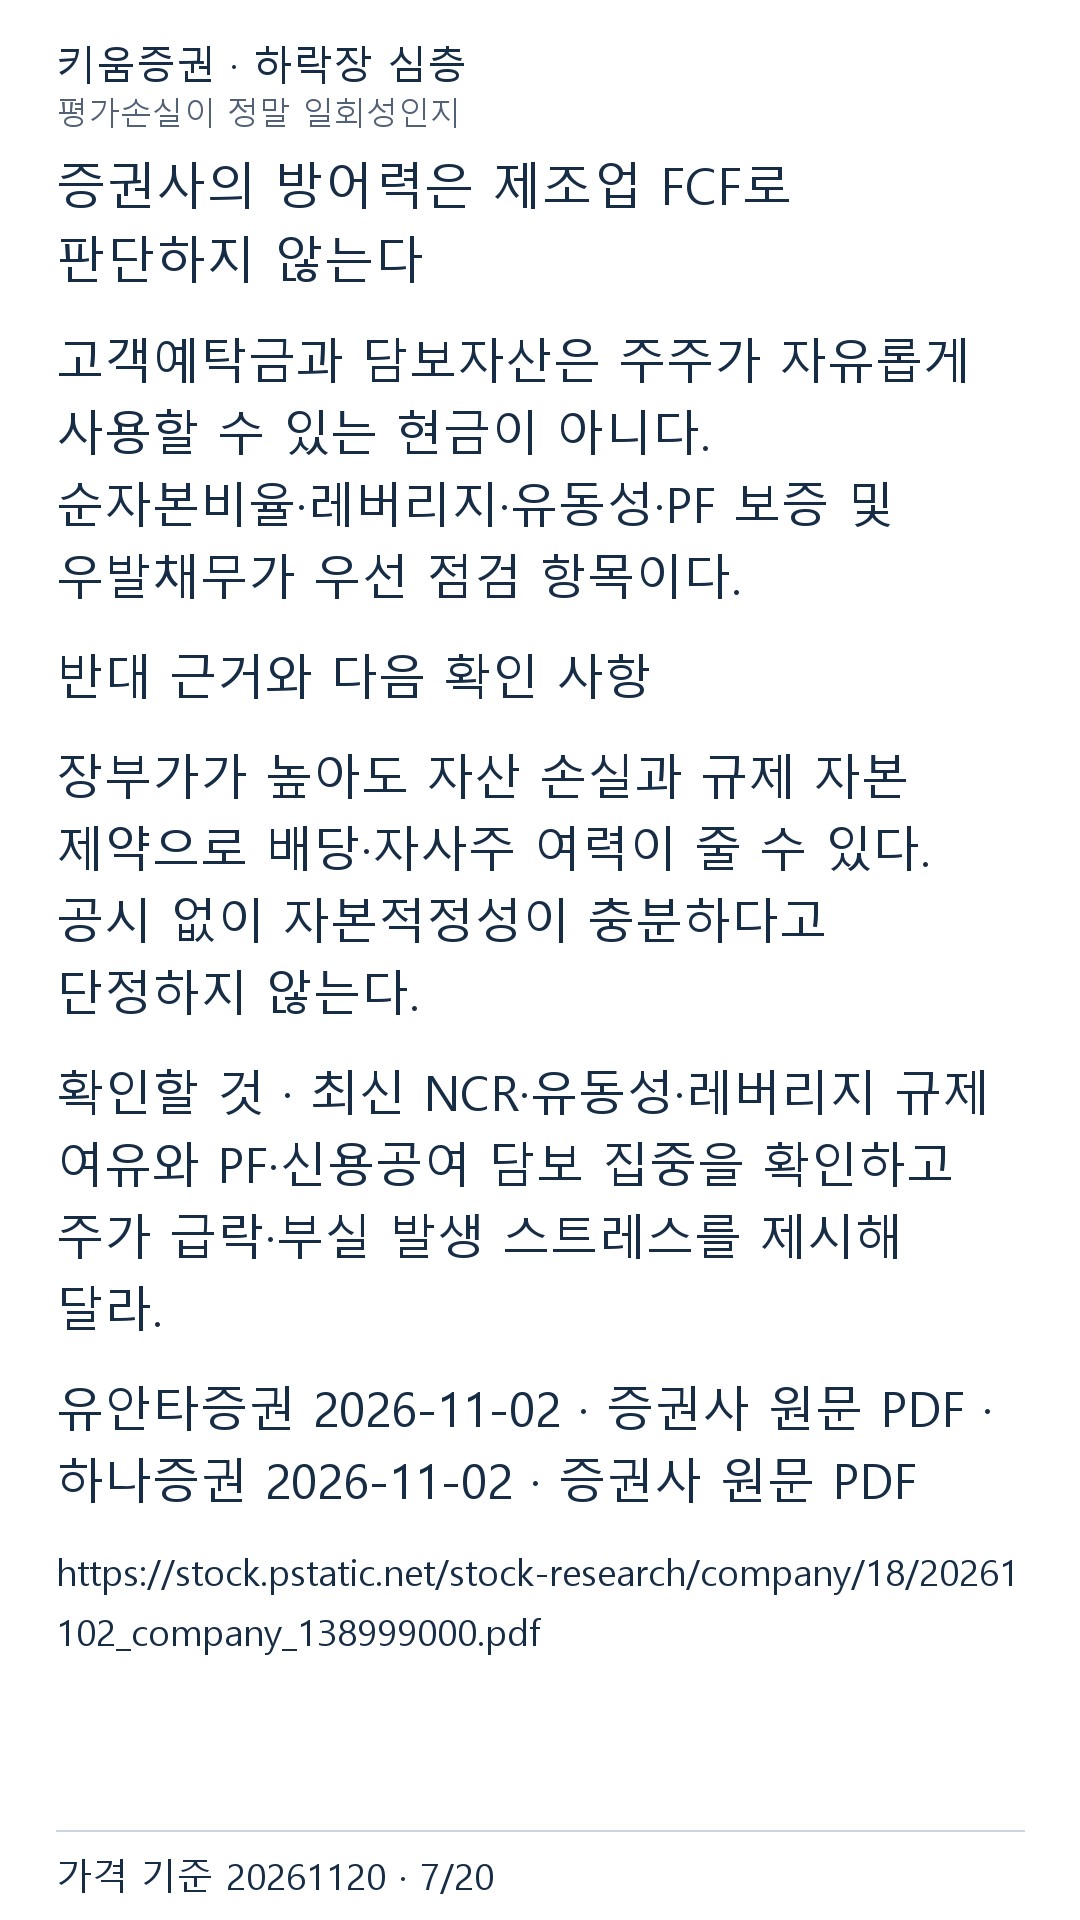 키움증권 · 하락장 심층
평가손실이 정말 일회성인지
증권사의 방어력은 제조업 FCF로
판단하지 않는다
고객예탁금과 담보자산은 주주가 자유롭게
사용할 수 있는 현금이 아니다.
순자본비율·레버리지·유동성·PF 보증 및
우발채무가 우선 점검 항목이다.
반대 근거와 다음 확인 사항
장부가가 높아도 자산 손실과 규제 자본
제약으로 배당·자사주 여력이 줄 수 있다.
공시 없이 자본적정성이 충분하다고
단정하지 않는다.
확인할 것 · 최신 NCR·유동성·레버리지 규제
여유와 PF·신용공여 담보 집중을 확인하고
주가 급락·부실 발생 스트레스를 제시해
달라.
유안타증권 2026-11-02 · 증권사 원문 PDF ·
하나증권 2026-11-02 · 증권사 원문 PDF
https://stock.pstatic.net/stock-research/company/18/20261
102_company_138999000.pdf
가격 기준 20261120 · 7/20